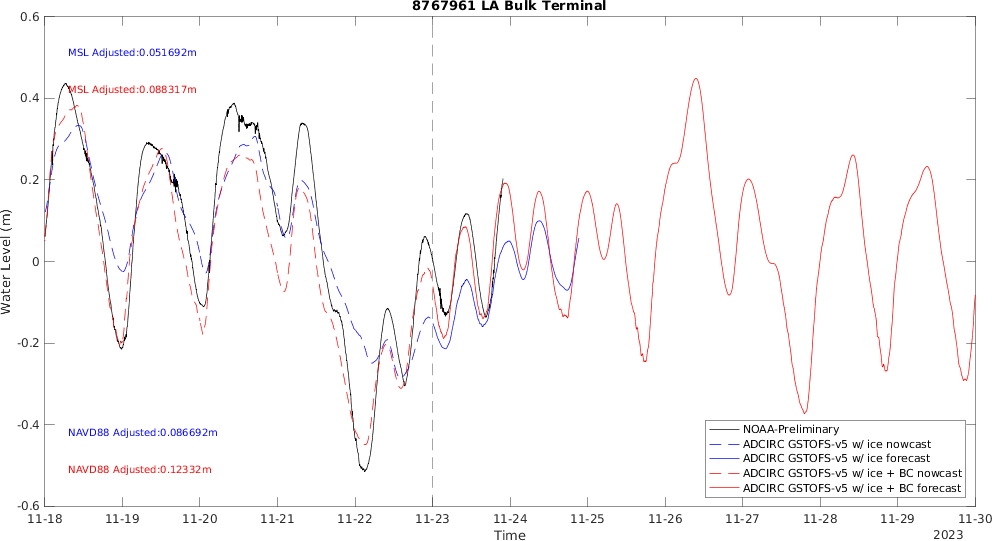 8767961 LA Bulk Terminal
0.6
MSL Adjusted:0.051692m
MSL Adjusted:0.088317m
0.4
0.2
Water Level (m)
0
-0.2
-0.4
NAVD88 Adjusted:0.086692m
NAVD88 Adjusted:0.12332m
NOAA-Preliminary
ADCIRC GSTOFS-v5 w/ ice nowcast
ADCIRC GSTOFS-v5 w/ ice forecast
ADCIRC GSTOFS-v5 w/ ice + BC nowcast
ADCIRC GSTOFS-v5 w/ ice + BC forecast
-0.6
11-18 11-19 11-20 11-21 11-22 11-23 11-24 11-25 11-26 11-27 11-28 11-29 11-30
Time
2023